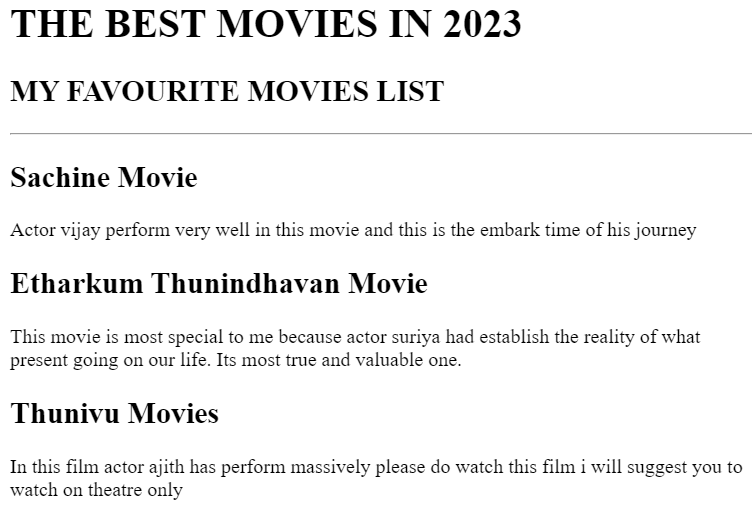 THE BEST MOVIES IN 2023
MY FAVOURITE MOVIES LIST
Sachine Movie
Actor vijay perform very well in this movie and this is the embark time of his journey
Etharkum Thunindhavan Movie
This movie is most special to me because actor suriya had establish the reality of what
present going on our life. Its most true and valuable one.
Thunivu Movies
In this film actor ajith has perform massively please do watch this film i will suggest you to
watch on theatre only